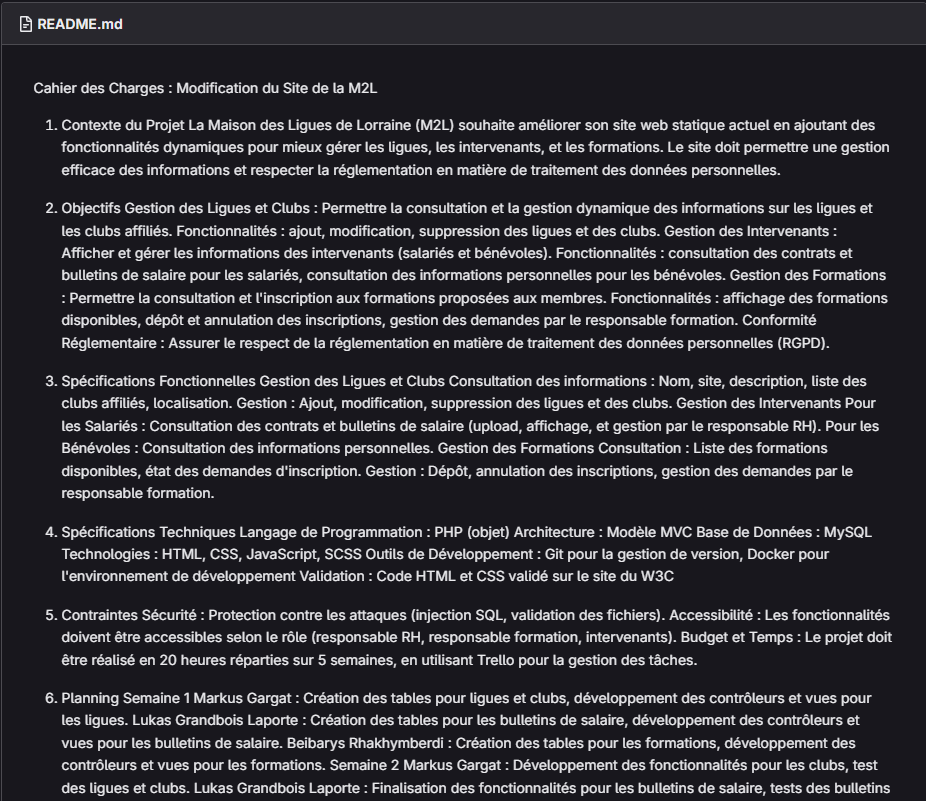 README.md
Cahier des Charges : Modification du Site de la M2L
1. Contexte du Projet La Maison des Ligues de Lorraine (M2L) souhaite améliorer son site web statique actuel en ajoutant des
fonctionnalités dynamiques pour mieux gérer les ligues, les intervenants, et les formations. Le site doit permettre une gestion
efficace des informations et respecter la réglementation en matière de traitement des données personnelles.
2. Objectifs Gestion des Ligues et Clubs : Permettre la consultation et la gestion dynamique des informations sur les ligues et
les clubs affiliés. Fonctionnalités : ajout, modification, suppression des ligues et des clubs. Gestion des Intervenants :
Afficher et gérer les informations des intervenants (salariés et bénévoles). Fonctionnalités : consultation des contrats et
bulletins de salaire pour les salariés, consultation des informations personnelles pour les bénévoles. Gestion des Formations
: Permettre la consultation et l'inscription aux formations proposées aux membres. Fonctionnalités : affichage des formations
disponibles, dépôt et annulation des inscriptions, gestion des demandes par le responsable formation. Conformité
Réglementaire : Assurer le respect de la réglementation en matière de traitement des données personnelles (RGPD).
3. Spécifications Fonctionnelles Gestion des Ligues et Clubs Consultation des informations : Nom, site, description, liste des
clubs affiliés, localisation. Gestion : Ajout, modification, suppression des ligues et des clubs. Gestion des Intervenants Pour
les Salariés : Consultation des contrats et bulletins de salaire (upload, affichage, et gestion par le responsable RH). Pour les
Bénévoles : Consultation des informations personnelles. Gestion des Formations Consultation : Liste des formations
disponibles, état des demandes d'inscription. Gestion : Dépôt, annulation des inscriptions, gestion des demandes par le
responsable formation.
4. Spécifications Techniques Langage de Programmation : PHP (objet) Architecture : Modèle MVC Base de Données : MySQL
Technologies : HTML, CSS, JavaScript, SCSS Outils de Développement : Git pour la gestion de version, Docker pour
l'environnement de développement Validation : Code HTML et CSS validé sur le site du W3C
5. Contraintes Sécurité : Protection contre les attaques (injection SQL, validation des fichiers). Accessibilité : Les fonctionnalités
doivent être accessibles selon le rôle (responsable RH, responsable formation, intervenants). Budget et Temps : Le projet doit
être réalisé en 20 heures réparties sur 5 semaines, en utilisant Trello pour la gestion des tâches.
6. Planning Semaine 1 Markus Gargat : Création des tables pour ligues et clubs, développement des contrôleurs et vues pour
les ligues. Lukas Grandbois Laporte : Création des tables pour les bulletins de salaire, développement des contrôleurs et
vues pour les bulletins de salaire. Beibarys Rhakhymberdi : Création des tables pour les formations, développement des
contrôleurs et vues pour les formations. Semaine 2 Markus Gargat : Développement des fonctionnalités pour les clubs, test
des ligues et clubs. Lukas Grandbois Laporte : Finalisation des fonctionnalités pour les bulletins de salaire, tests des bulletins